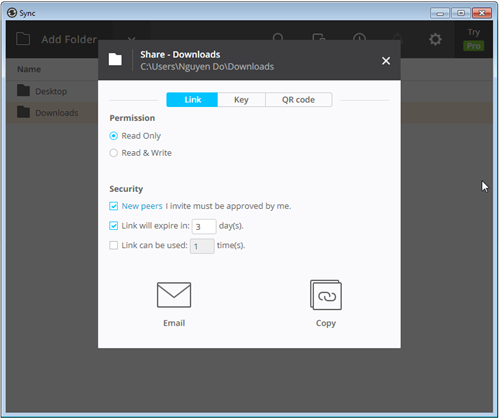 Sync
Add Folder
Try
Pro
Name
Desktop
Downloads
Share - Downloads
C:\Users\Nguyen Do\Downloads
Link Key QR code
Permission
Read Only
Read & Write
Security
New peers I invite must be approved by me.
Link will expire in: 3 day(s).
Link can be used: 1 time(s).
Email Copy